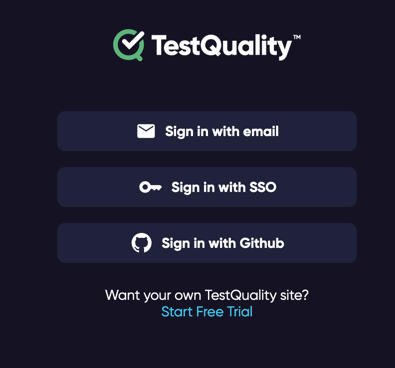 TestQuality™
Sign in with email
Sign in with SSO
Sign in with Github
Want your own TestQuality site?
Start Free Trial